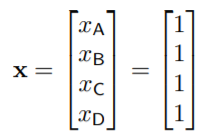 x = [x_A x_B x_C x_D] = [1 1 1 1]